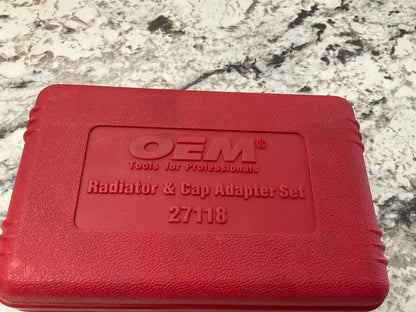 OEM®
Tools for Professionals
Radiator & Cap Adapter Set
27118